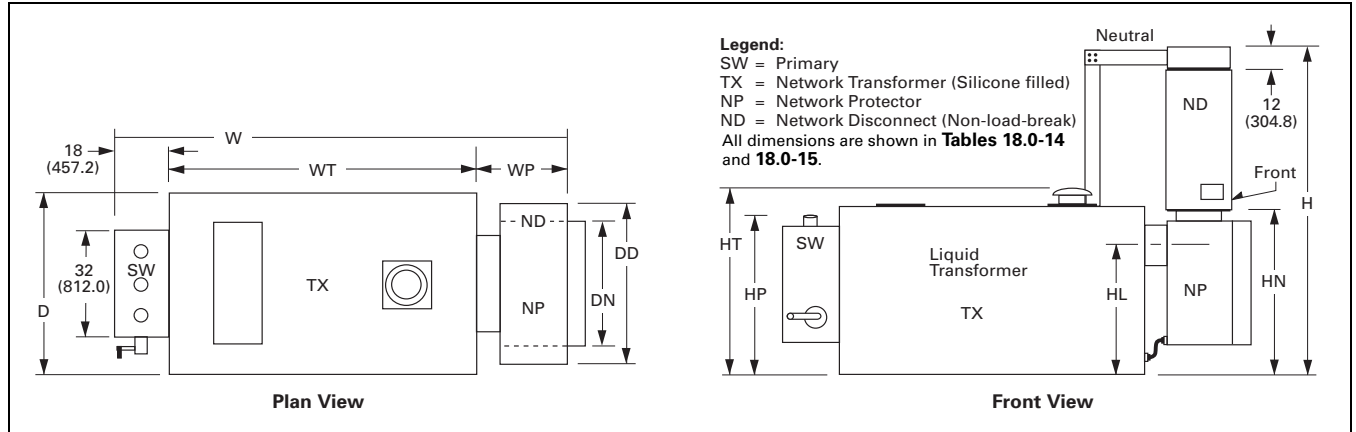 W
18
(457.2)
WT
WP
D
32
(812.0)
SW
TX
ND
NP
DN
DD
Plan View
Legend:
SW = Primary
TX = Network Transformer (Silicone filled)
NP = Network Protector
ND = Network Disconnect (Non-load-break)
All dimensions are shown in Tables 18.0-14
and 18.0-15.
Neutral
ND
12
(304.8)
Front
H
HT
HP
SW
Liquid
Transformer
TX
HL
NP
HN
Front View